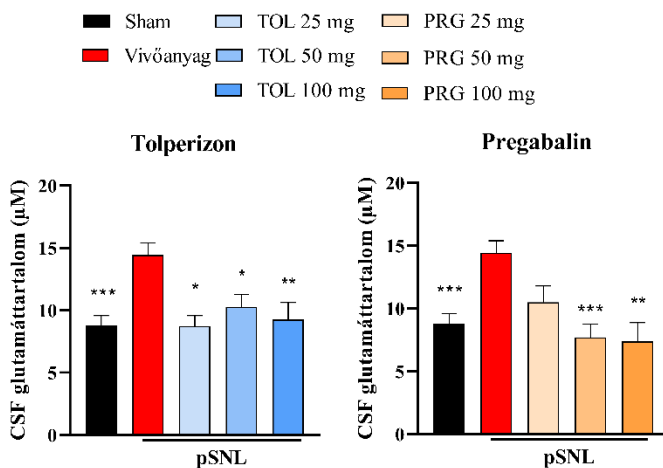 Sham
Vivőanyag
TOL 25 mg
TOL 50 mg
TOL 100 mg
PRG 25 mg
PRG 50 mg
PRG 100 mg
Tolperizon
CSF glutamáttartalom (µM)
20
15
10
5
0
***
*
*
**
pSNL
Pregabalin
CSF glutamáttartalom (µM)
20
15
10
5
0
***
***
**
pSNL